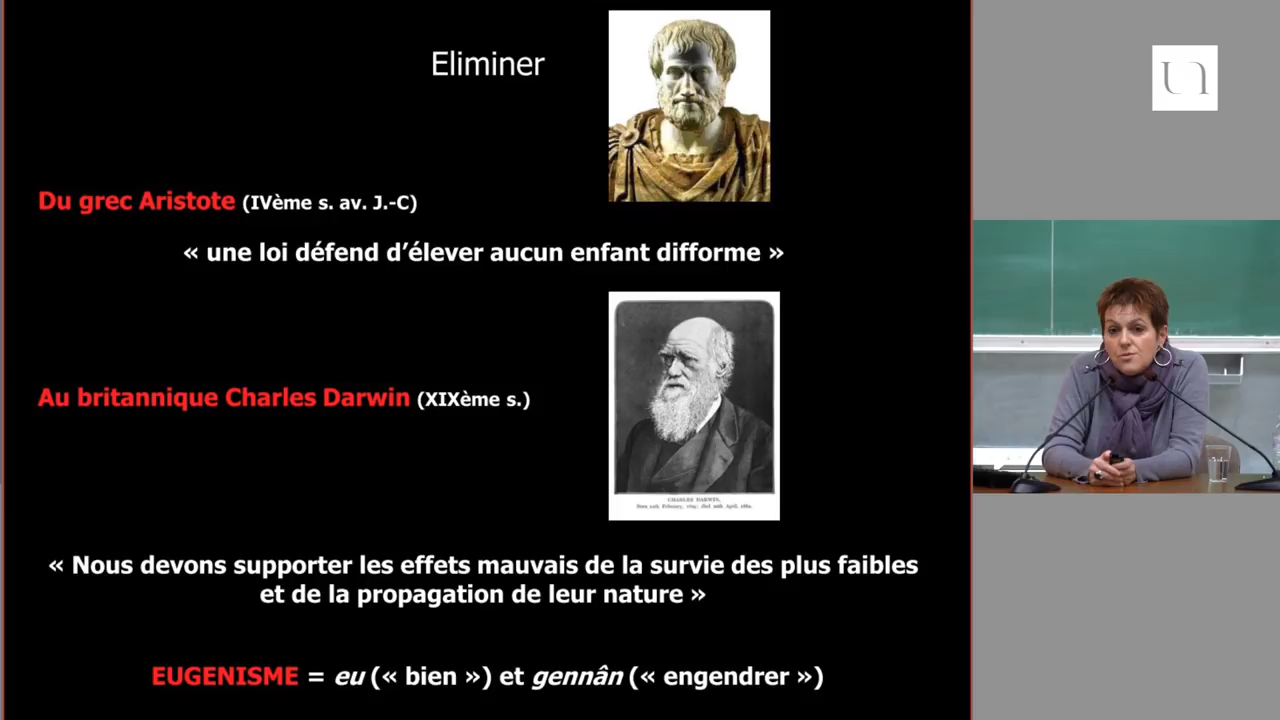 Eliminer
Du grec Aristote (IVème s. av. J.-C)
« une loi défend d’élever aucun enfant difforme »
Au britannique Charles Darwin (XIXème s.)
CHARLES DARWIN.
« Nous devons supporter les effets mauvais de la survie des plus faibles
et de la propagation de leur nature »
EUGENISME = eu (« bien ») et gennân (« engendrer »)